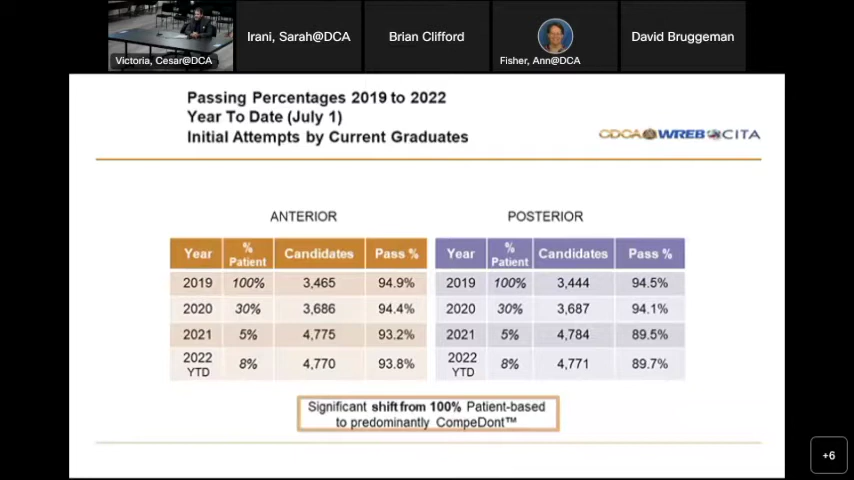 Victoria, Cesar@DCA
Irani, Sarah@DCA
Brian Clifford
Fisher, Ann@DCA
David Bruggeman
Passing Percentages 2019 to 2022
Year To Date (July 1)
Initial Attempts by Current Graduates
CDCA WREB CITA
ANTERIOR
Year % Patient Candidates Pass %
2019 100% 3,465 94.9%
2020 30% 3,686 94.4%
2021 5% 4,775 93.2%
2022 YTD 8% 4,770 93.8%
POSTERIOR
Year % Patient Candidates Pass %
2019 100% 3,444 94.5%
2020 30% 3,687 94.1%
2021 5% 4,784 89.5%
2022 YTD 8% 4,771 89.7%
Significant shift from 100% Patient-based
to predominantly CompeDont™
+6